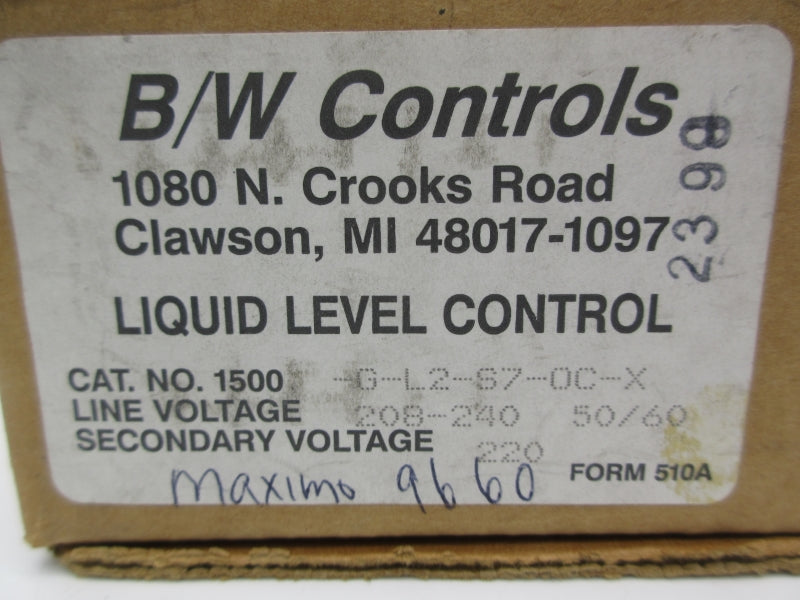 B/W Controls
1080 N. Crooks Road
Clawson, MI 48017-1097
LIQUID LEVEL CONTROL
CAT. NO. 1500 -G-L2-S7-OC-X
LINE VOLTAGE 208-240 50/60
SECONDARY VOLTAGE 220
FORM 510A
maximo 9660
2398